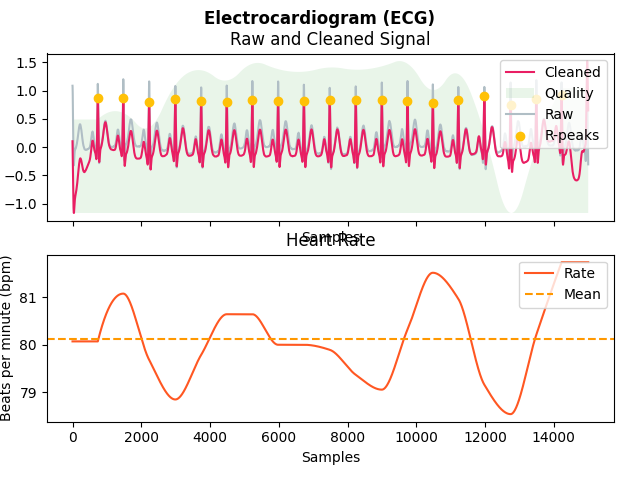 Electrocardiogram (ECG)
Raw and Cleaned Signal
1.5
1.0
0.5
0.0
−0.5
−1.0
Cleaned
Quality
Raw
R-peaks
Samples
Heart Rate
Beats per minute (bpm)
81
80
79
Rate
Mean
0 2000 4000 6000 8000 10000 12000 14000
Samples